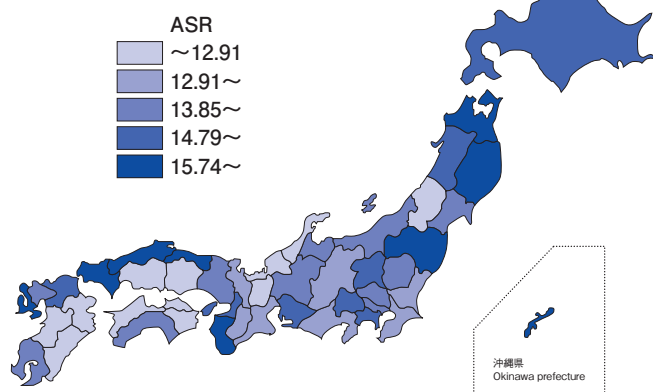 ASR
～12.91
12.91～
13.85～
14.79～
15.74～
沖縄県
Okinawa prefecture